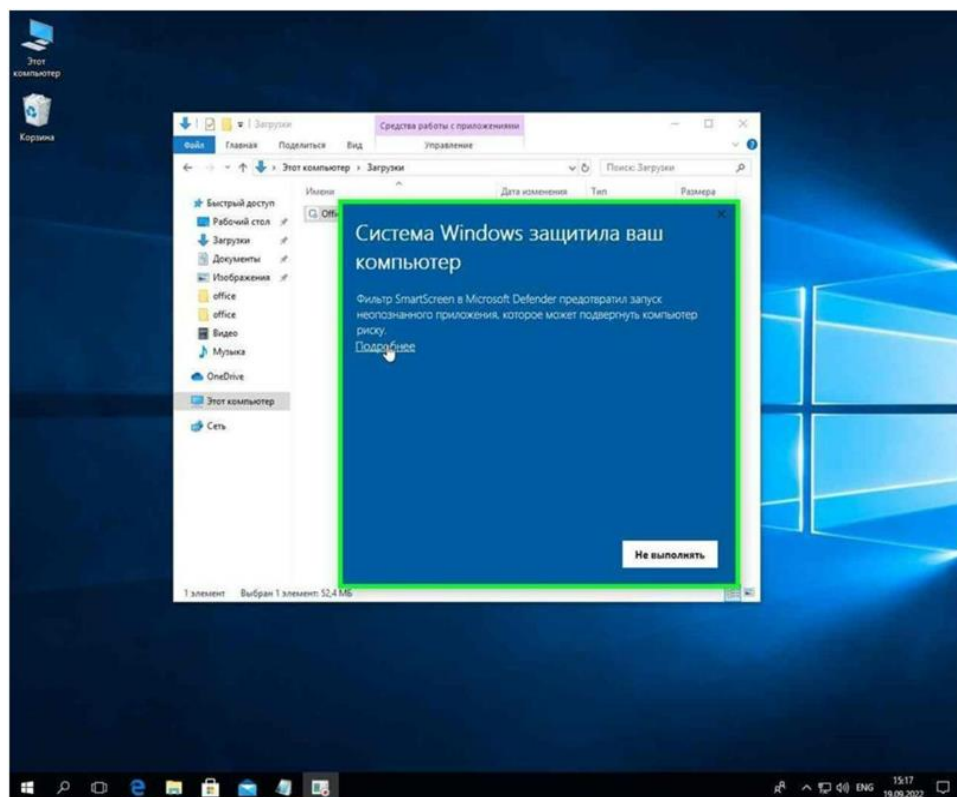 Этот
компьютер
Корзина
Загрузки
Средства работы с приложениями
Файл Главная Поделиться Вид Управление
Этот компьютер › Загрузки
Поиск: Загрузки
Имени Дата изменения Тип Размера
Быстрый доступ
Рабочий стол
Загрузки
Документы
Изображения
office
office
Видео
Музыка
OneDrive
Этот компьютер
Сеть
Offi
Система Windows защитила ваш
компьютер
Фильтр SmartScreen в Microsoft Defender предотвратил запуск
неопознанного приложения, которое может подвергнуть компьютер
риску.
Подробнее
Не выполнять
1 элемент Выбран 1 элемент: 52,4 МБ
ENG
15:17
19.09.2022